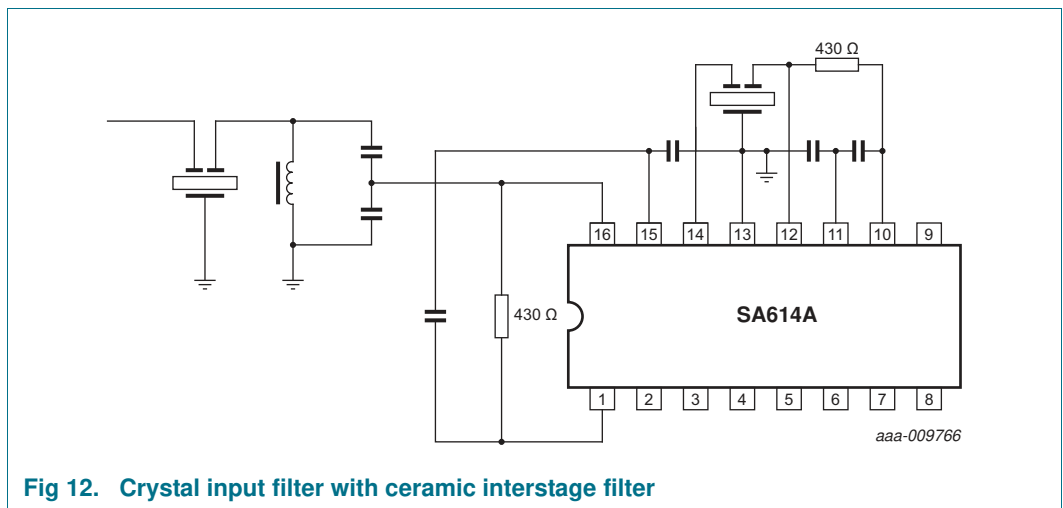 430 Ω
16 15 14 13 12 11 10 9
430 Ω
SA614A
1 2 3 4 5 6 7 8
aaa-009766
Fig 12. Crystal input filter with ceramic interstage filter